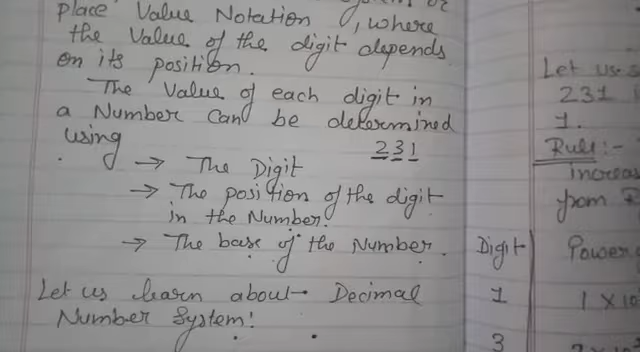 place Value Notation, where
the Value of the digit depends
on its position.
The Value of each digit in
a Number Can be determined
using
231
→ The Digit
→ The position of the digit
in the Number.
→ The base of the Number.
Let us learn about Decimal
Number System!
Let us
231
1.
Rule:-
increas
from
Digit Power
1 1 X 10
3